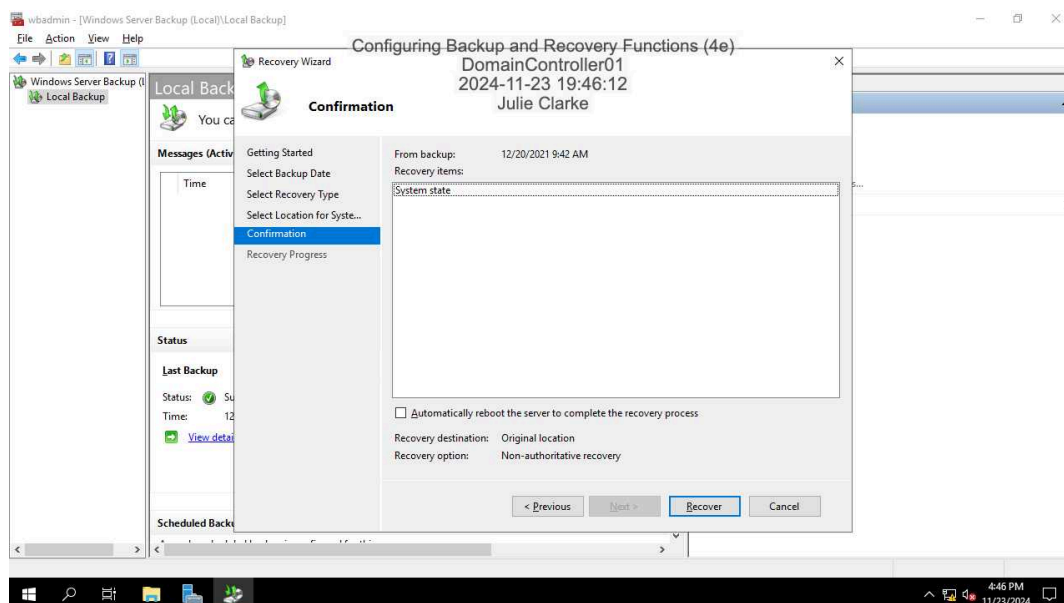 wbadmin - [Windows Server Backup (Local)\Local Backup]
File Action View Help
Configuring Backup and Recovery Functions (4e)
DomainController01
2024-11-23 19:46:12
Julie Clarke
Windows Server Backup (l
Local Backup
Local Back
You ca
Messages (Activ
Time
Status
Last Backup
Status: Su
Time: 12
View detai
Scheduled Backu
Recovery Wizard
Confirmation
Getting Started
Select Backup Date
Select Recovery Type
Select Location for Syste...
Confirmation
Recovery Progress
From backup: 12/20/2021 9:42 AM
Recovery items:
System state
Automatically reboot the server to complete the recovery process
Recovery destination: Original location
Recovery option: Non-authoritative recovery
< Previous Next > Recover Cancel
s...
4:46 PM
11/23/2024